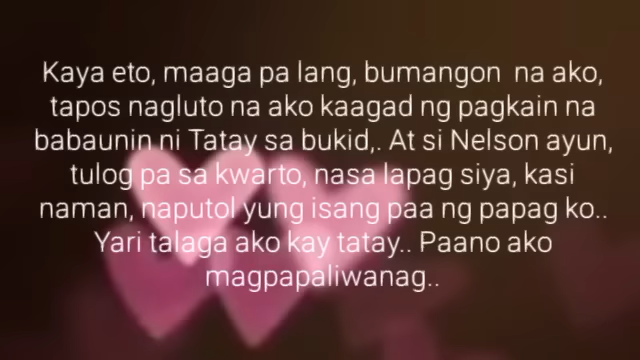 Kaya eto, maaga pa lang, bumangon  na ako,
tapos nagluto na ako kaagad ng pagkain na
babaunin ni Tatay sa bukid,. At si Nelson ayun,
tulog pa sa kwarto, nasa lapag siya, kasi
naman, naputol yung isang paa ng papag ko..
Yari talaga ako kay tatay.. Paano ako
magpapaliwanag..